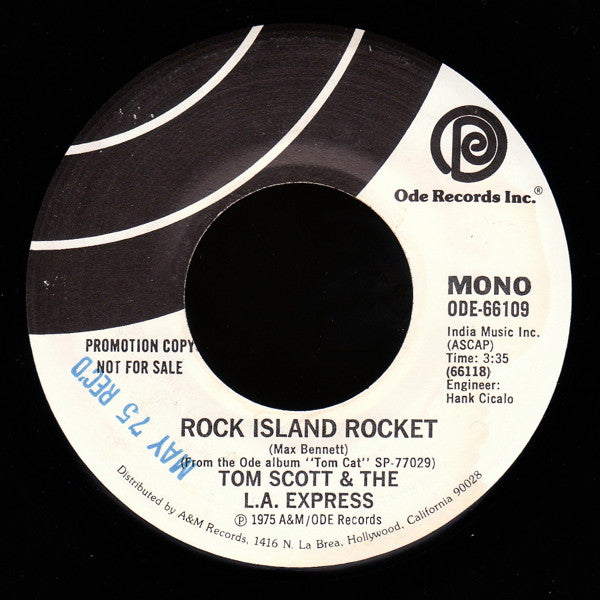 Ode Records Inc.®
MONO
ODE-66109
India Music Inc.
(ASCAP)
Time: 3:35
(66118)
Engineer:
Hank Cicalo
PROMOTION COPY
NOT FOR SALE
MAY 75 REC'D
ROCK ISLAND ROCKET
(Max Bennett)
(From the Ode album "Tom Cat" SP-77029)
TOM SCOTT & THE
L.A. EXPRESS
℗ 1975 A&M/ODE Records
Distributed by A&M Records, 1416 N. La Brea, Hollywood, California 90028